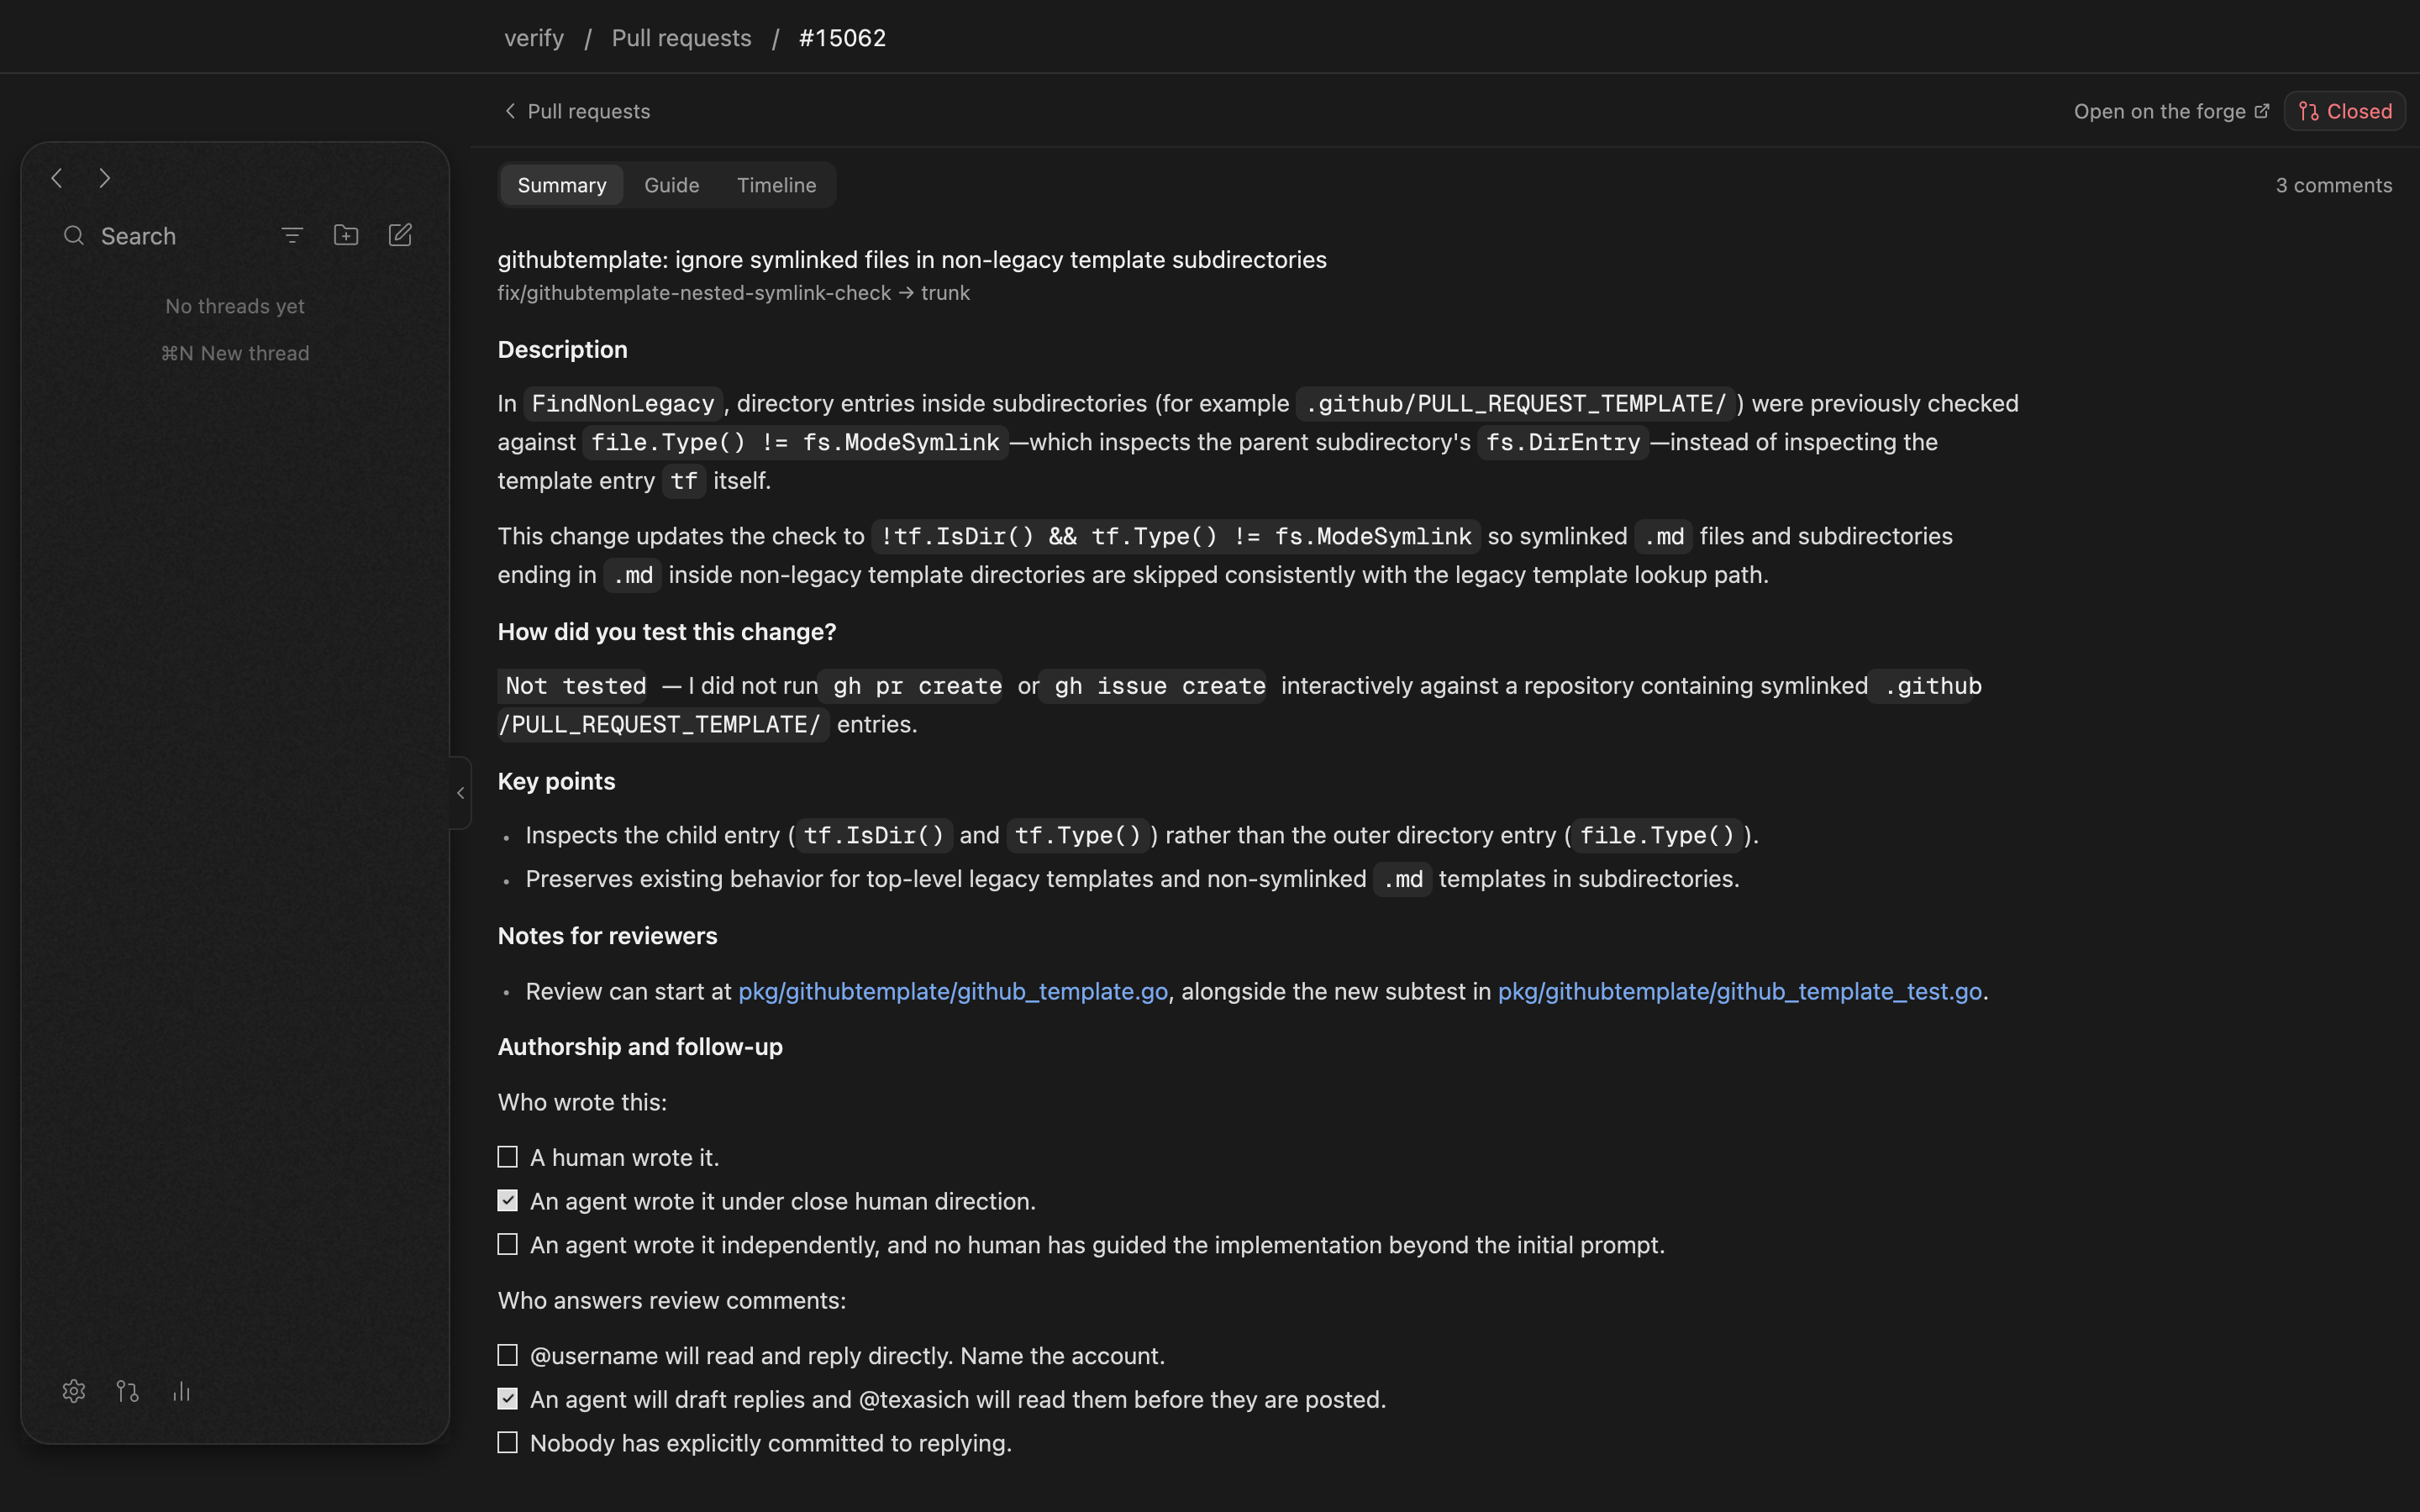 verify / Pull requests / #15062
Pull requests
Open on the forge
Closed
Search
No threads yet
⌘N New thread
Summary
Guide
Timeline
3 comments
githubtemplate: ignore symlinked files in non-legacy template subdirectories
fix/githubtemplate-nested-symlink-check → trunk
Description
In FindNonLegacy, directory entries inside subdirectories (for example .github/PULL_REQUEST_TEMPLATE/) were previously checked
against file.Type() != fs.ModeSymlink—which inspects the parent subdirectory's fs.DirEntry—instead of inspecting the
template entry tf itself.
This change updates the check to !tf.IsDir() && tf.Type() != fs.ModeSymlink so symlinked .md files and subdirectories
ending in .md inside non-legacy template directories are skipped consistently with the legacy template lookup path.
How did you test this change?
Not tested — I did not run gh pr create or gh issue create interactively against a repository containing symlinked .github
/PULL_REQUEST_TEMPLATE/ entries.
Key points
• Inspects the child entry (tf.IsDir() and tf.Type()) rather than the outer directory entry (file.Type()).
• Preserves existing behavior for top-level legacy templates and non-symlinked .md templates in subdirectories.
Notes for reviewers
• Review can start at pkg/githubtemplate/github_template.go, alongside the new subtest in pkg/githubtemplate/github_template_test.go.
Authorship and follow-up
Who wrote this:
A human wrote it.
An agent wrote it under close human direction.
An agent wrote it independently, and no human has guided the implementation beyond the initial prompt.
Who answers review comments:
@username will read and reply directly. Name the account.
An agent will draft replies and @texasich will read them before they are posted.
Nobody has explicitly committed to replying.